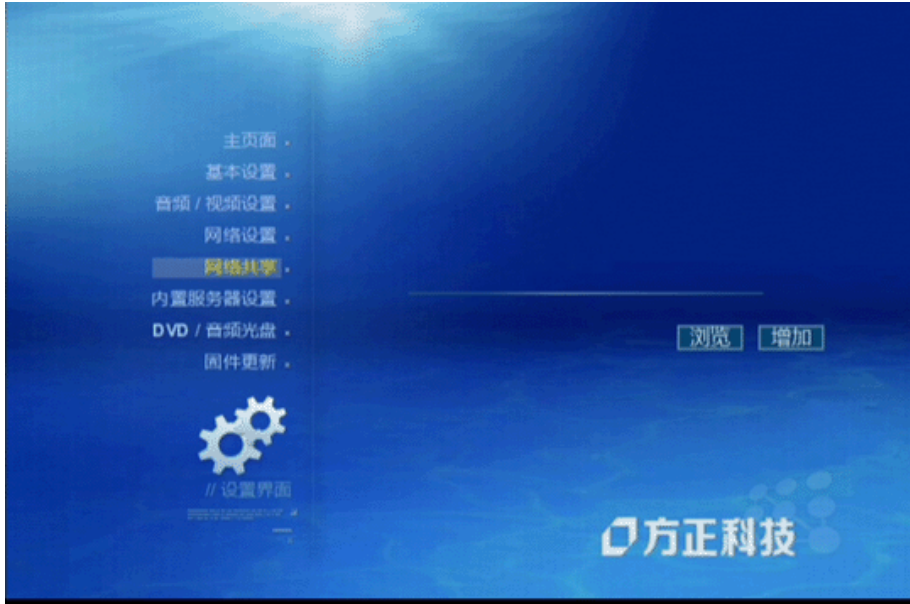 主页面
基本设置
音频 / 视频设置
网络设置
网络共享
内置服务器设置
DVD / 音频光盘
固件更新
浏览 增加
// 设置界面
方正科技